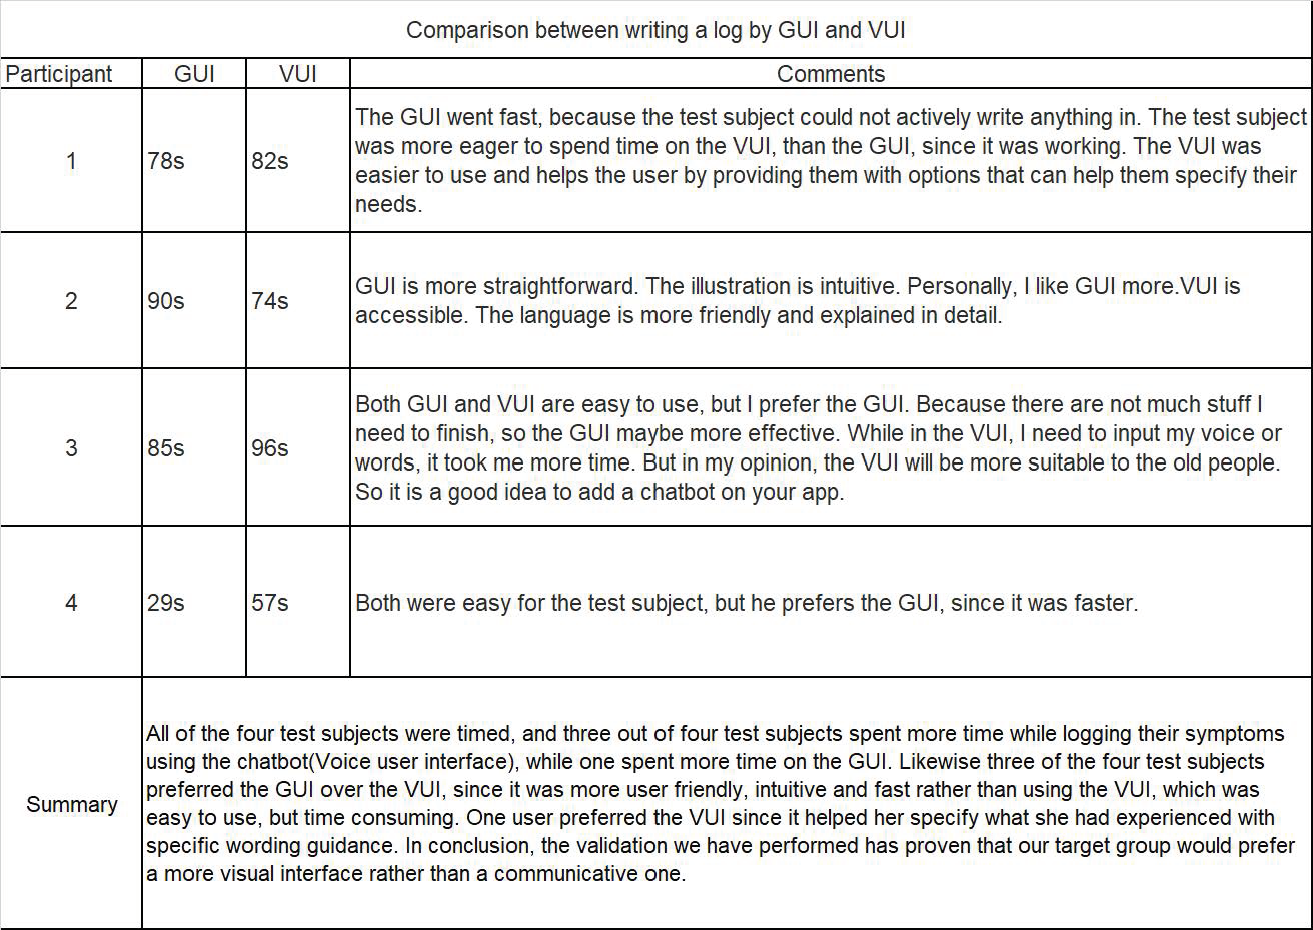 Comparison between writing a log by GUI and VUI
Participant GUI VUI Comments
1 78s 82s
The GUI went fast, because the test subject could not actively write anything in. The test subject
was more eager to spend time on the VUI, than the GUI, since it was working. The VUI was
easier to use and helps the user by providing them with options that can help them specify their
needs.
2 90s 74s
GUI is more straightforward. The illustration is intuitive. Personally, I like GUI more.VUI is
accessible. The language is more friendly and explained in detail.
3 85s 96s
Both GUI and VUI are easy to use, but I prefer the GUI. Because there are not much stuff I
need to finish, so the GUI maybe more effective. While in the VUI, I need to input my voice or
words, it took me more time. But in my opinion, the VUI will be more suitable to the old people.
So it is a good idea to add a chatbot on your app.
4 29s 57s Both were easy for the test subject, but he prefers the GUI, since it was faster.
Summary
All of the four test subjects were timed, and three out of four test subjects spent more time while logging their symptoms
using the chatbot(Voice user interface), while one spent more time on the GUI. Likewise three of the four test subjects
preferred the GUI over the VUI, since it was more user friendly, intuitive and fast rather than using the VUI, which was
easy to use, but time consuming. One user preferred the VUI since it helped her specify what she had experienced with
specific wording guidance. In conclusion, the validation we have performed has proven that our target group would prefer
a more visual interface rather than a communicative one.